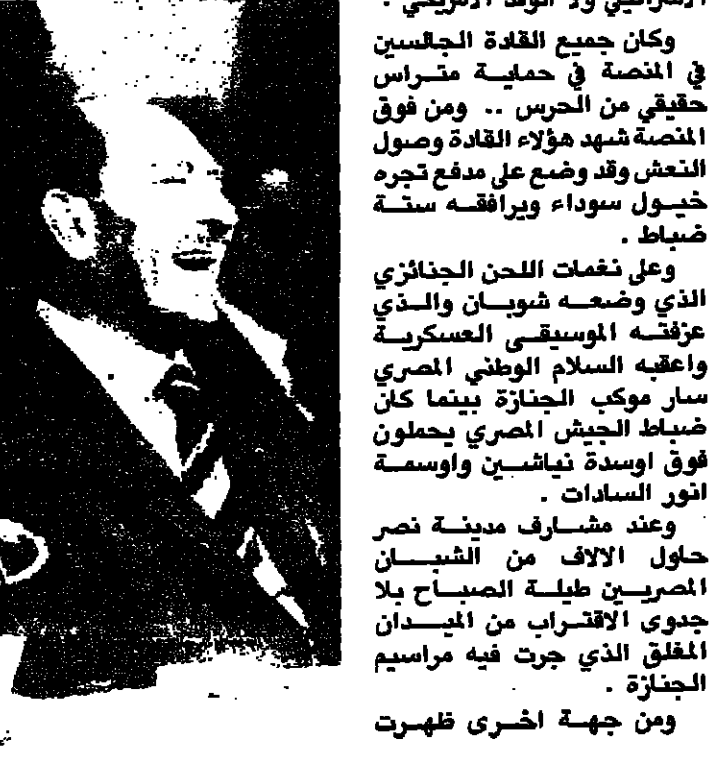 الاسرائيلي ولا الوفد الامريكي .
وكان جميع القادة الجالسين
في المنصة في حماية متراس
حقيقي من الحرس .. ومن فوق
المنصة شهد هؤلاء القادة وصول
النعش وقد وضع على مدفع تجره
خيول سوداء ويرافقه ستة
ضباط .
وعلى نغمات اللحن الجنائزي
الذي وضعه شوبان والذي
عزفته الموسيقى العسكرية
واعقبه السلام الوطني المصري
سار موكب الجنازة بينما كان
ضباط الجيش المصري يحملون
فوق اوسدة نياشين واوسمة
انور السادات .
وعند مشارف مدينة نصر
حاول الالاف من الشبان
المصريين طيلة الصباح بلا
جدوى الاقتراب من الميدان
المغلق الذي جرت فيه مراسيم
الجنازة .
ومن جهة اخرى ظهرت